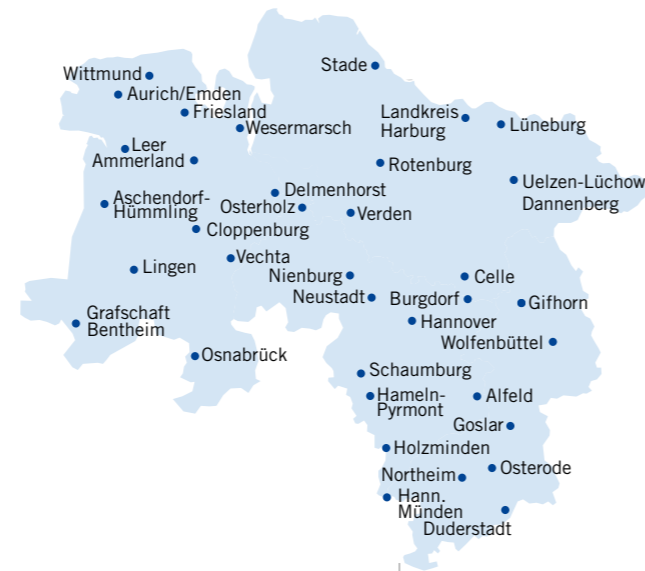 Stade
Wittmund
Aurich/Emden
Friesland
Landkreis
Harburg
Lüneburg
Wesermarsch
Leer
Ammerland
Rotenburg
Uelzen-Lüchow
Dannenberg
Delmenhorst
Aschendorf-
Hümmling
Osterholz
Verden
Cloppenburg
Vechta
Lingen
Nienburg
Celle
Neustadt
Burgdorf
Gifhorn
Grafschaft
Bentheim
Hannover
Wolfenbüttel
Osnabrück
Schaumburg
Hameln-
Pyrmont
Alfeld
Goslar
Holzminden
Osterode
Northeim
Hann.
Münden
Duderstadt